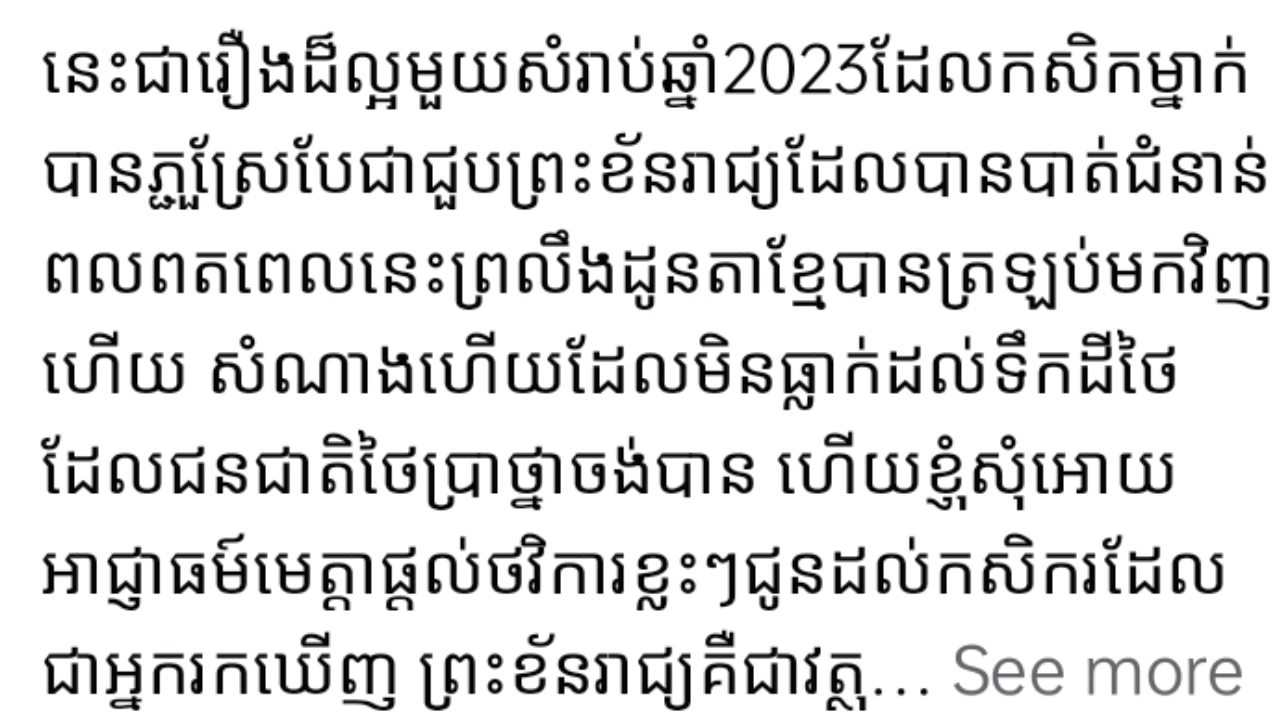 នេះជារឿងដ៏ល្អមួយសំរាប់ឆ្នាំ2023ដែលកសិកម្នាក់
បានភ្ជួស្រែបែជាជួបព្រះខ័នរាជ្យដែលបានបាត់ជំនាន់
ពលពតពេលនេះព្រលឹងដូនតាខ្មែបានត្រឡប់មកវិញ
ហើយ សំណាងហើយដែលមិនធ្លាក់ដល់ទឹកដីថៃ
ដែលជនជាតិថៃប្រាថ្នាចង់បាន ហើយខ្ញុំសុំអោយ
អាជ្ញាធម៍មេត្តាផ្តល់ថវិការខ្លះៗជូនដល់កសិករដែល
ជាអ្នករកឃើញ ព្រះខ័នរាជ្យគឺជាវត្ថុ... See more